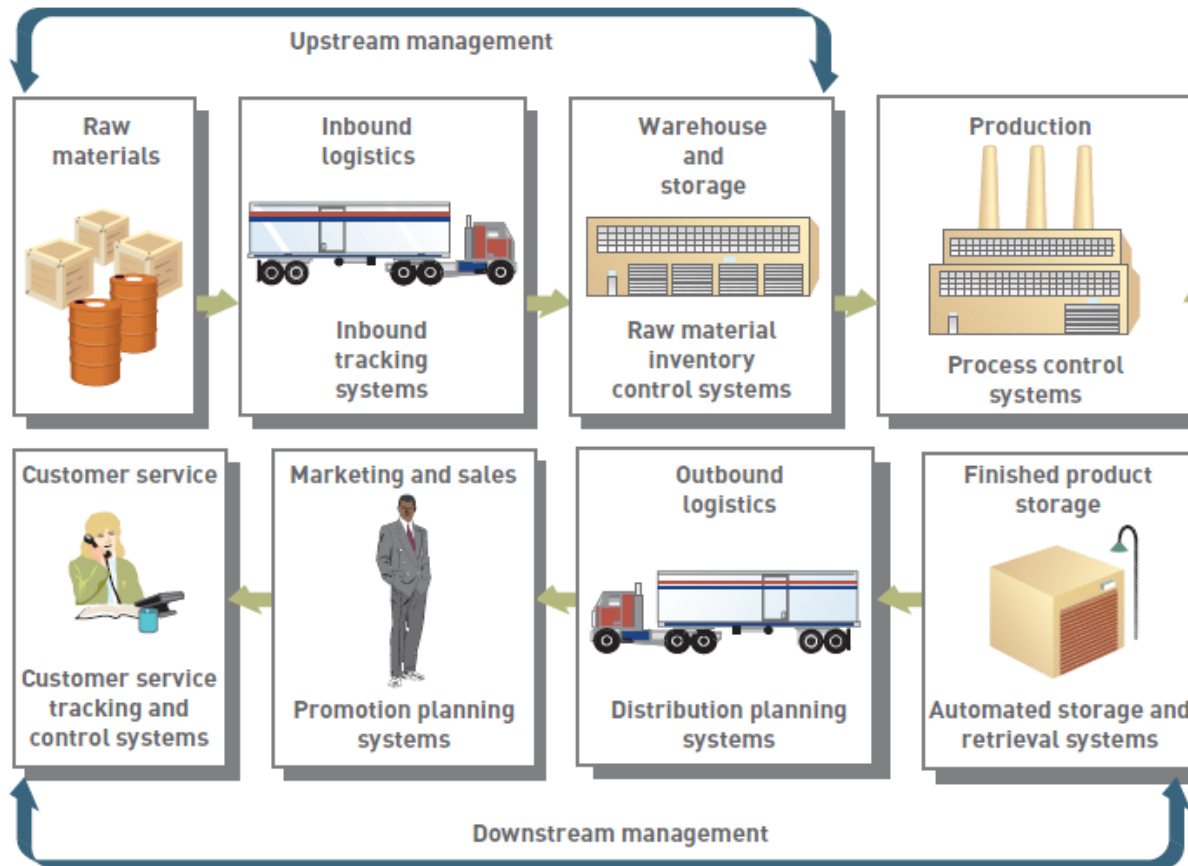 Upstream management
Raw
materials
Inbound
logistics
Inbound
tracking
systems
Warehouse
and
storage
Raw material
inventory
control systems
Production
Process control
systems
Customer service
Customer service
tracking and
control systems
Marketing and sales
Promotion planning
systems
Outbound
logistics
Distribution planning
systems
Finished product
storage
Automated storage and
retrieval systems
Downstream management